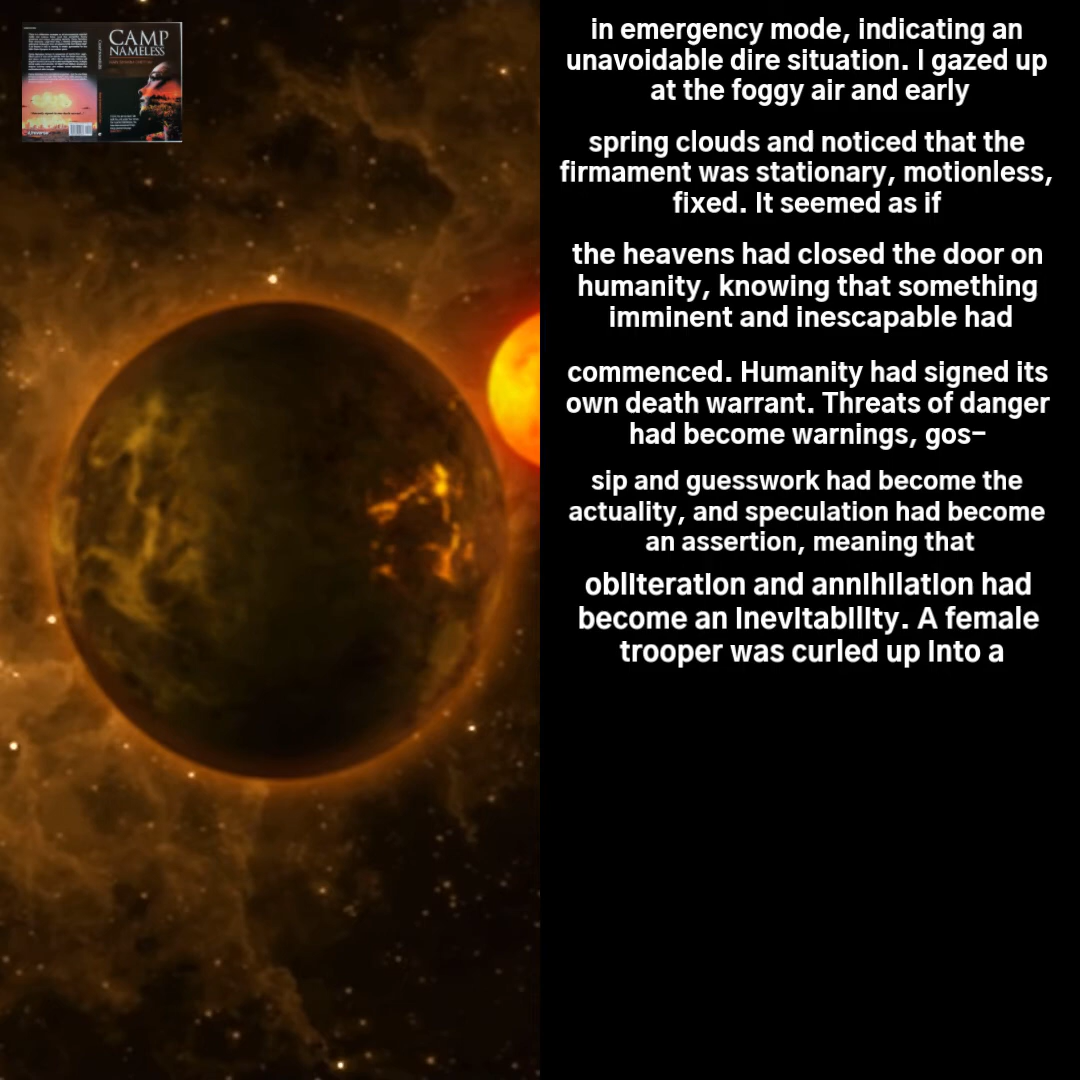 CAMP
NAMELESS
in emergency mode, indicating an
unavoidable dire situation. I gazed up
at the foggy air and early
spring clouds and noticed that the
firmament was stationary, motionless,
fixed. It seemed as if
the heavens had closed the door on
humanity, knowing that something
imminent and inescapable had
commenced. Humanity had signed its
own death warrant. Threats of danger
had become warnings, gos-
sip and guesswork had become the
actuality, and speculation had become
an assertion, meaning that
oblIteratIon and annIhIlatIon had
become an InevItabIlIty. A female
trooper was curled up Into a